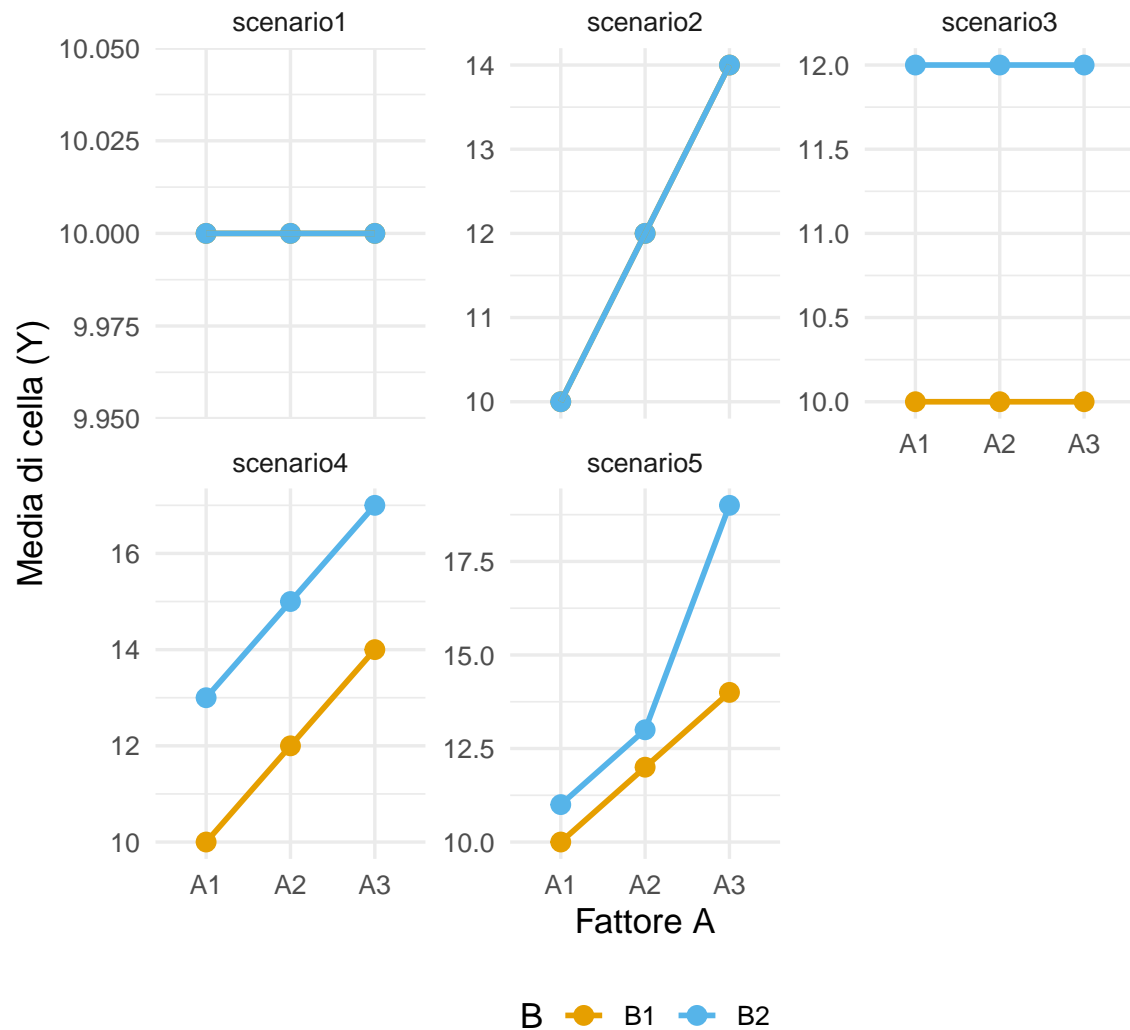 scenario1
scenario2
scenario3
10.050
10.025
10.000
9.975
9.950
14
13
12
11
10
12.0
11.5
11.0
10.5
10.0
A1 A2 A3
Media di cella (Y)
scenario4
scenario5
16
14
12
10
17.5
15.0
12.5
10.0
A1 A2 A3
A1 A2 A3
Fattore A
B B1 B2